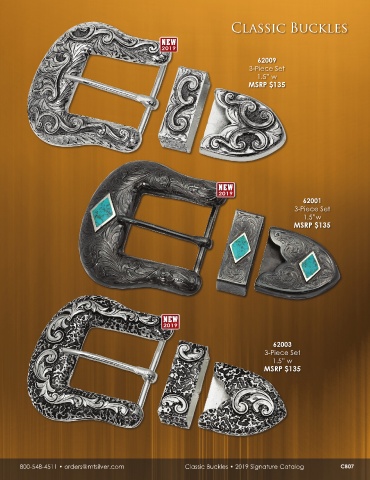 Classic Buckles
NEW
2019
62009
3-Piece Set
1.5" w
MSRP $135
NEW
2019
62001
3-Piece Set
1.5"w
MSRP $135
NEW
2019
62003
3-Piece Set
1.5" w
MSRP $135
800-548-4511 • orders@mtsilver.com Classic Buckles • 2019 Signature Catalog CB07